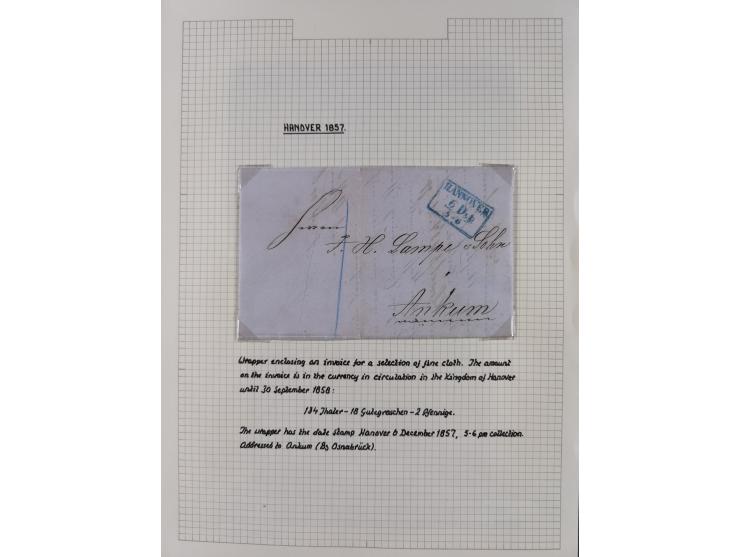 HANOVER 1857.
HANNOVER
6 Dcb
5-6
Herrn
F. H. Lampe & Sohn
Ankum
Wrapper enclosing an invoice for a selection of fine cloth. The amount
on the invoice is in the currency in circulation in the Kingdom of Hanover
until 30 September 1858:
134 Thaler - 18 Gutegroschen - 2 Pfennige.
The wrapper has the date stamp Hanover 6 December 1857, 5-6 pm collection.
Addressed to Ankum (Bz Osnabrück).